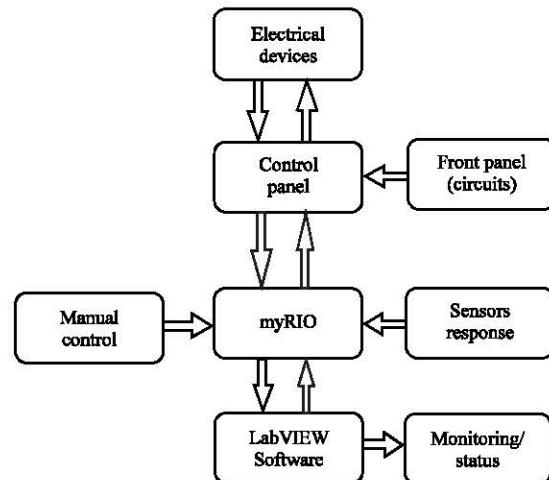 Electrical
devices
Control
panel
Front panel
(circuits)
Manual
control
myRIO
Sensors
response
LabVIEW
Software
Monitoring/
status